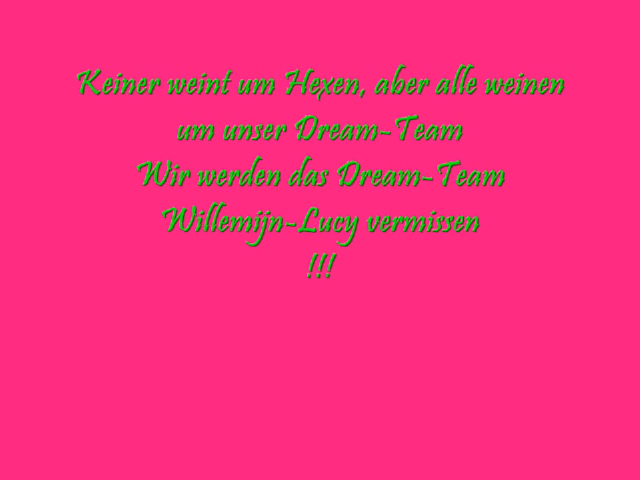 Keiner weint um Hexen, aber alle weinen
um unser Dream-Team
Wir werden das Dream-Team
Willemijn-Lucy vermissen
!!!